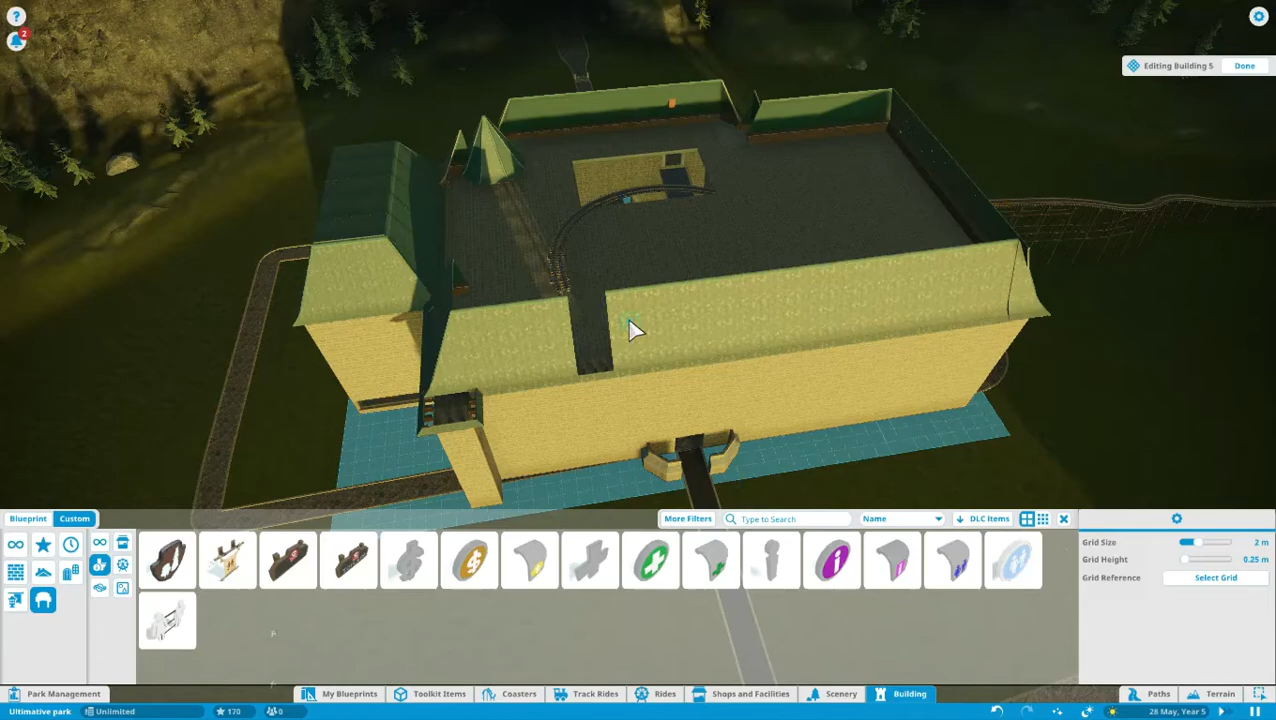 ?
2
Editing Building 5 Done
Blueprint Custom More Filters Type to Search Name DLC Items
Grid Size 2 m
Grid Height 0.25 m
Grid Reference Select Grid
Park Management My Blueprints Toolkit Items Coasters Track Rides Rides Shops and Facilities Scenery Building Paths Terrain
Ultimative park Unlimited 170 0 28 May, Year 5